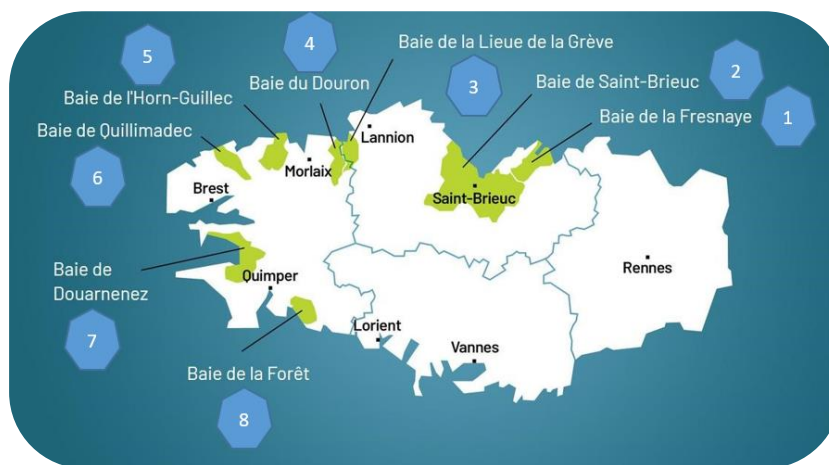 5
4
Baie de la Lieue de la Grève
Baie de l'Horn-Guillec
Baie du Douron
3
Baie de Saint-Brieuc
2
Baie de Quillimadec
Baie de la Fresnaye
1
6
Lannion
Morlaix
Brest
Saint-Brieuc
Baie de
Douarnenez
Quimper
Rennes
7
Lorient
Vannes
Baie de la Forêt
8